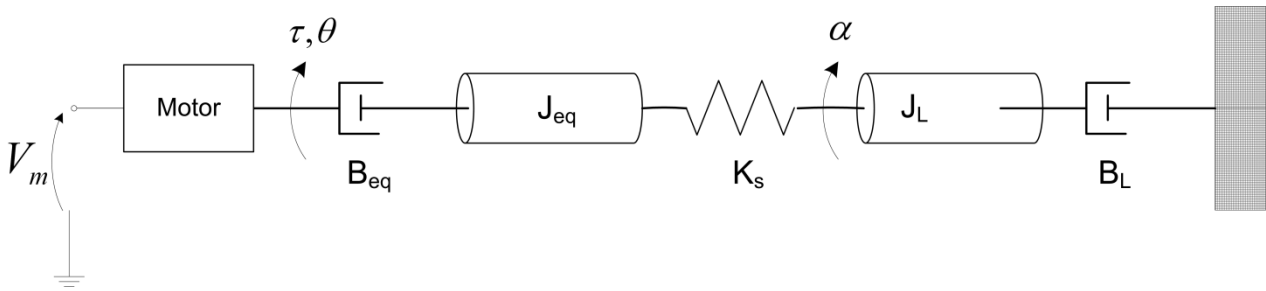 τ,θ
α
Motor
J_eq
J_L
V_m
B_eq
K_s
B_L